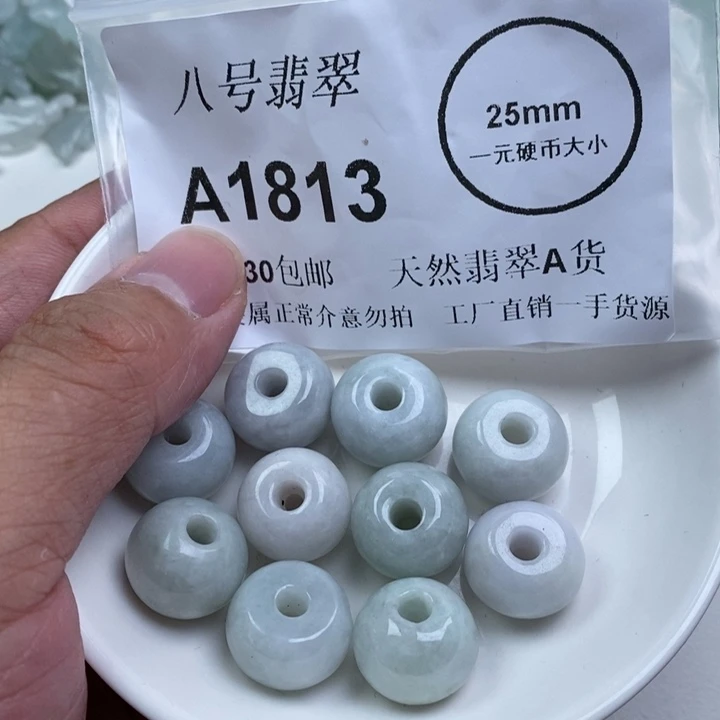 八号翡翠
25mm
一元硬币大小
A1813
30包邮 天然翡翠A货
属正常介意勿拍 工厂直销一手货源